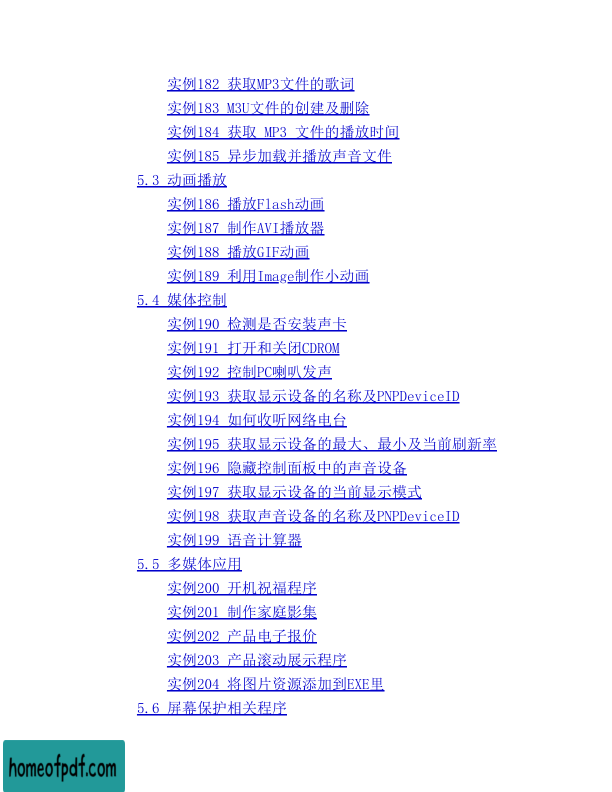 实例182 获取MP3文件的歌词
实例183 M3U文件的创建及删除
实例184 获取 MP3 文件的播放时间
实例185 异步加载并播放声音文件
5.3 动画播放
实例186 播放Flash动画
实例187 制作AVI播放器
实例188 播放GIF动画
实例189 利用Image制作小动画
5.4 媒体控制
实例190 检测是否安装声卡
实例191 打开和关闭CDROM
实例192 控制PC喇叭发声
实例193 获取显示设备的名称及PNPDeviceID
实例194 如何收听网络电台
实例195 获取显示设备的最大、最小及当前刷新率
实例196 隐藏控制面板中的声音设备
实例197 获取显示设备的当前显示模式
实例198 获取声音设备的名称及PNPDeviceID
实例199 语音计算器
5.5 多媒体应用
实例200 开机祝福程序
实例201 制作家庭影集
实例202 产品电子报价
实例203 产品滚动展示程序
实例204 将图片资源添加到EXE里
5.6 屏幕保护相关程序
homeofpdf.com